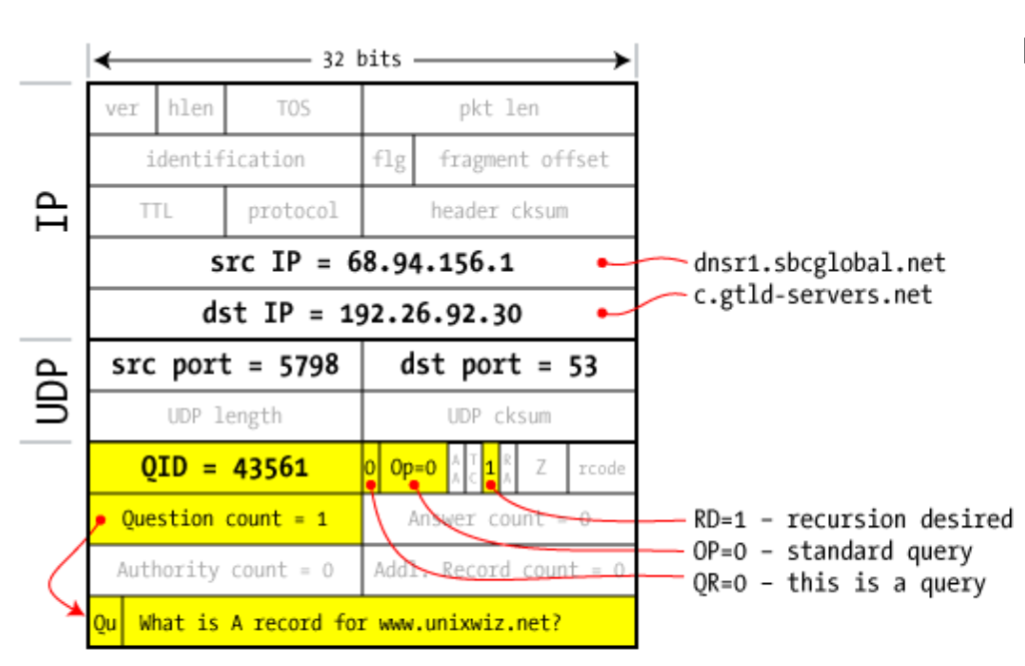 32 bits
ver hlen TOS pkt len
identification flg fragment offset
IP
TTL protocol header cksum
src IP = 68.94.156.1 dnsr1.sbcglobal.net
dst IP = 192.26.92.30 c.gtld-servers.net
UDP
src port = 5798 dst port = 53
UDP length UDP cksum
QID = 43561 0 Op=0 AA TC 1 RA Z rcode
Question count = 1 Answer count = 0 RD=1 – recursion desired
OP=0 – standard query
Authority count = 0 Addl. Record count = 0 QR=0 – this is a query
Qu What is A record for www.unixwiz.net?